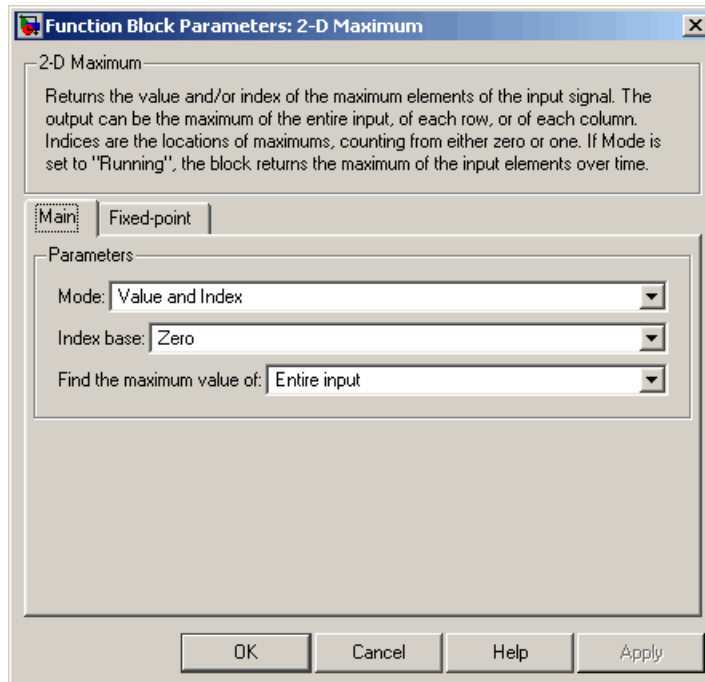 Function Block Parameters: 2-D Maximum
2-D Maximum
Returns the value and/or index of the maximum elements of the input signal. The
output can be the maximum of the entire input, of each row, or of each column.
Indices are the locations of maximums, counting from either zero or one. If Mode is
set to "Running", the block returns the maximum of the input elements over time.
Main Fixed-point
Parameters
Mode: Value and Index
Index base: Zero
Find the maximum value of: Entire input
OK Cancel Help Apply